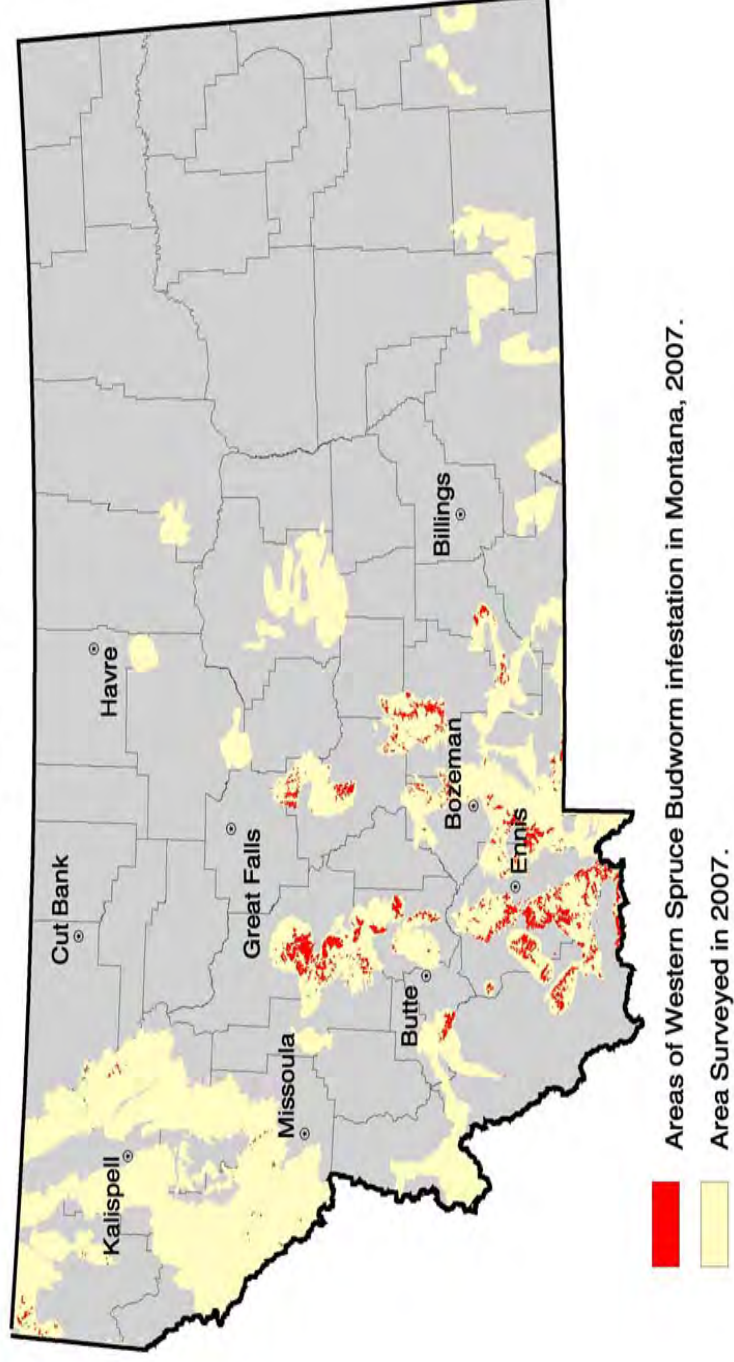 Cut Bank
Havre
Kalispell
Great Falls
Missoula
Billings
Butte
Bozeman
Ennis
Areas of Western Spruce Budworm infestation in Montana, 2007.
Area Surveyed in 2007.